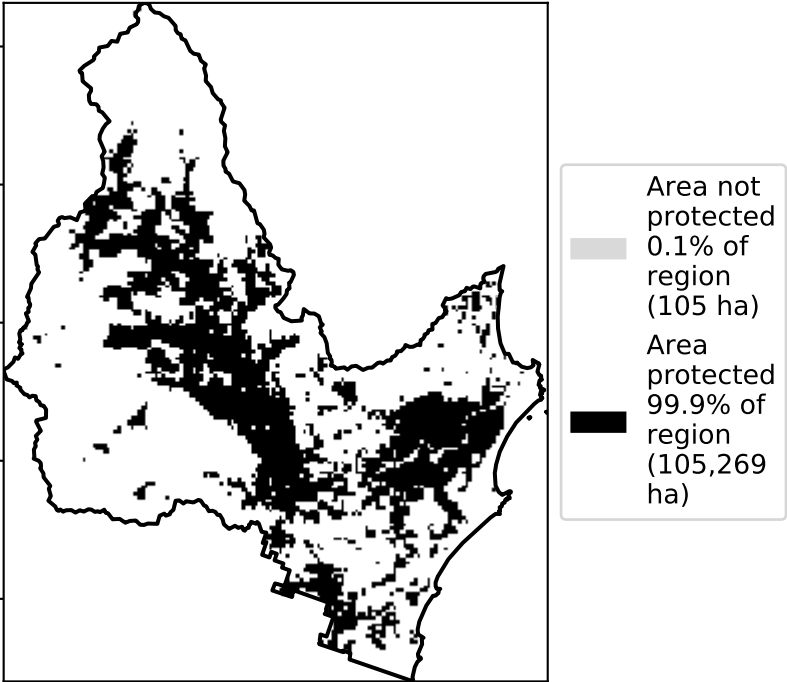 Area not
protected
0.1% of
region
(105 ha)
Area
protected
99.9% of
region
(105,269
ha)